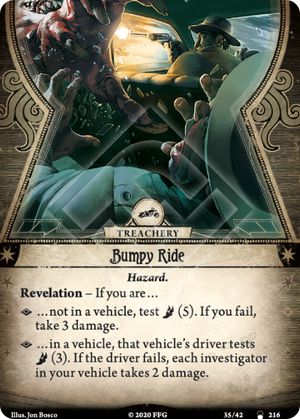 TREACHERY
Bumpy Ride
Hazard.
Revelation – If you are…
…not in a vehicle, test (5). If you fail,
take 3 damage.
…in a vehicle, that vehicle's driver tests
(3). If the driver fails, each investigator
in your vehicle takes 2 damage.
Illus. Jon Bosco © 2020 FFG 35/42 216